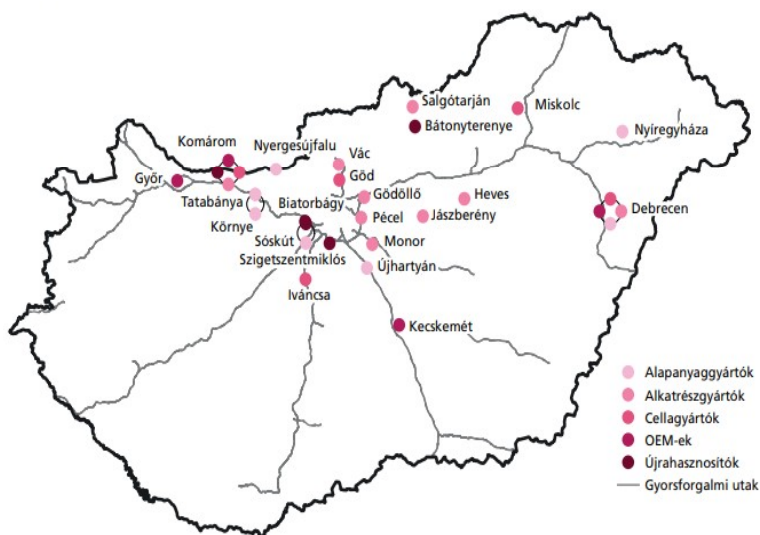 Salgótarján
Miskolc
Bátonyterenye
Nyíregyháza
Komárom
Nyergesújfalu
Vác
Győr
Göd
Gödöllő
Heves
Tatabánya
Biatorbágy
Debrecen
Pécel
Jászberény
Környe
Sóskút
Monor
Szigetszentmiklós
Újhartyán
Iváncsa
Kecskemét
Alapanyaggyártók
Alkatrészgyártók
Cellagyártók
OEM-ek
Újrahasznosítók
Gyorsforgalmi utak